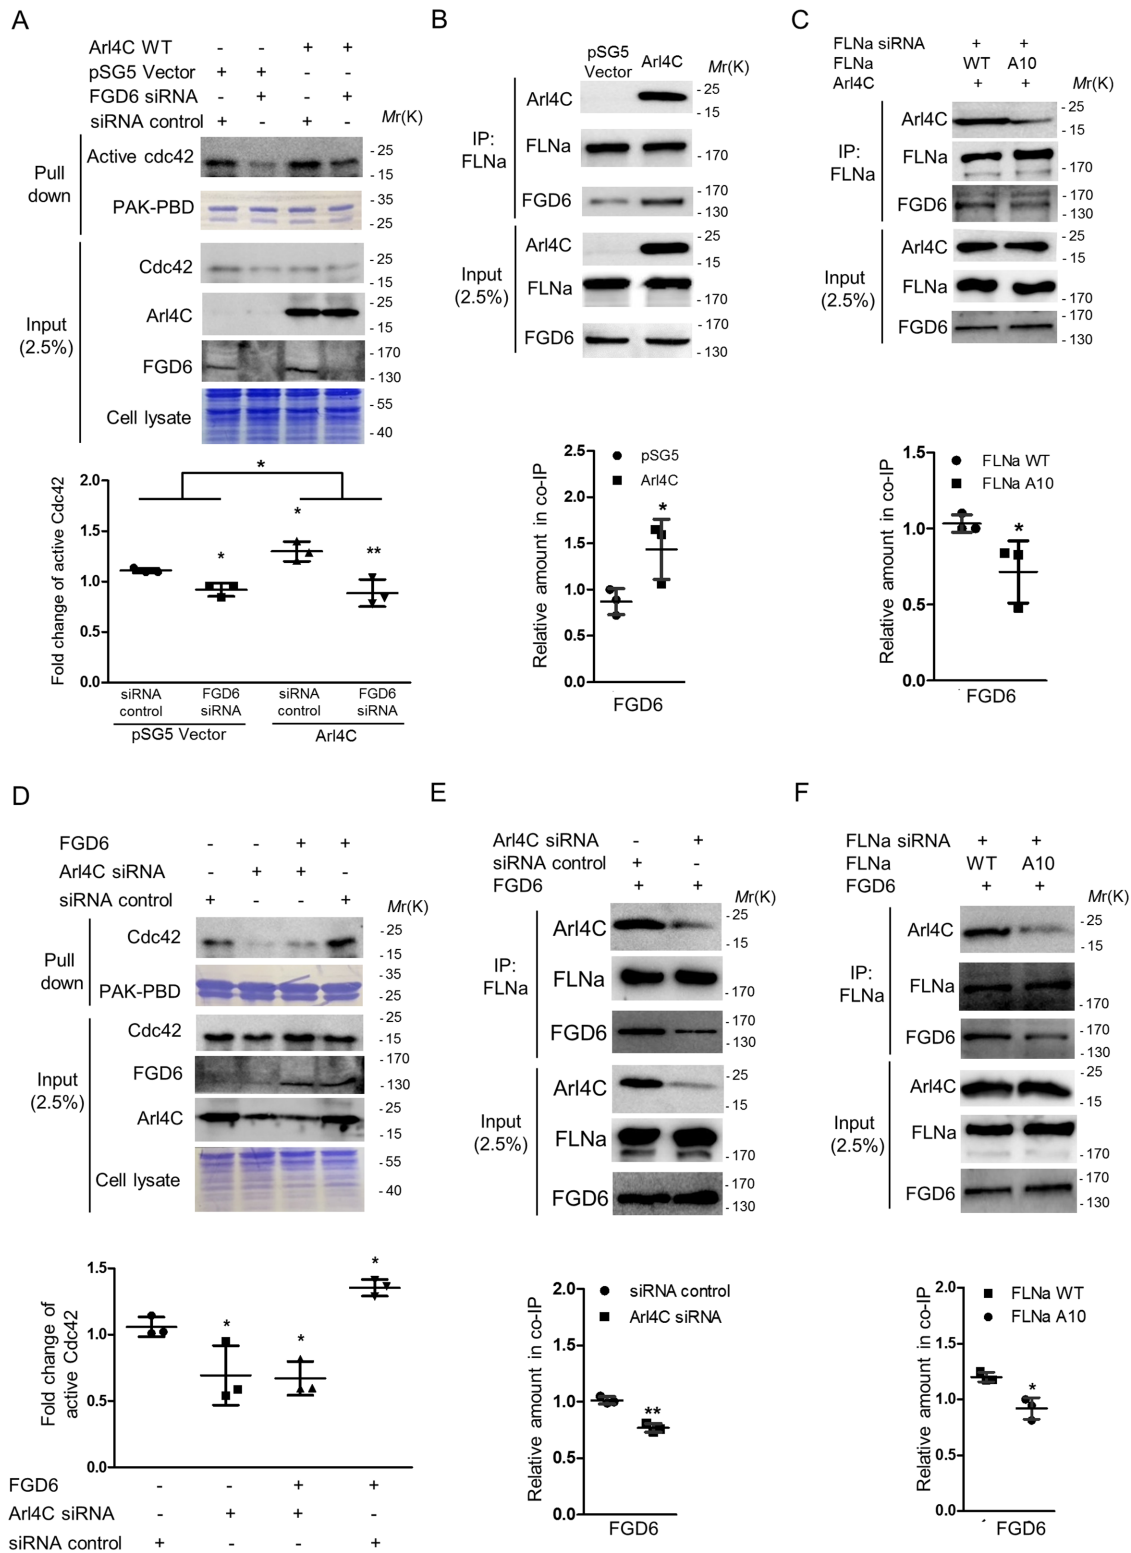 A
Arl4C WT - - + +
pSG5 Vector + + - -
FGD6 siRNA - + - +
siRNA control + - + -
Mr(K)
Pull down
Active cdc42
- 25
- 15
PAK-PBD
- 35
- 25
Input (2.5%)
Cdc42
- 25
- 15
Arl4C
- 25
- 15
FGD6
- 170
- 130
Cell lysate
- 55
- 40
Fold change of active Cdc42
2.0
1.5
1.0
0.5
0.0
*
*
*
**
siRNA control
FGD6 siRNA
siRNA control
FGD6 siRNA
pSG5 Vector
Arl4C
B
pSG5 Vector
Arl4C
Mr(K)
IP: FLNa
Arl4C
- 25
- 15
FLNa
- 170
FGD6
- 170
- 130
Input (2.5%)
Arl4C
- 25
- 15
FLNa
- 170
FGD6
- 170
- 130
Relative amount in co-IP
2.5
2.0
1.5
1.0
0.5
0.0
pSG5
Arl4C
*
FGD6
C
FLNa siRNA + +
FLNa WT A10
Arl4C + +
Mr(K)
IP: FLNa
Arl4C
- 25
- 15
FLNa
- 170
FGD6
- 170
- 130
Input (2.5%)
Arl4C
- 25
- 15
FLNa
- 170
FGD6
- 170
- 130
Relative amount in co-IP
1.5
1.0
0.5
0.0
FLNa WT
FLNa A10
*
FGD6
D
FGD6 - - + +
Arl4C siRNA - + + -
siRNA control + - - +
Mr(K)
Pull down
Cdc42
- 25
- 15
PAK-PBD
- 35
- 25
Input (2.5%)
Cdc42
- 15
FGD6
- 170
- 130
Arl4C
- 25
- 15
Cell lysate
- 55
- 40
Fold change of active Cdc42
1.5
1.0
0.5
0.0
*
*
*
FGD6 - - + +
Arl4C siRNA - + + -
siRNA control + - - +
E
Arl4C siRNA - +
siRNA control + -
FGD6 + +
Mr(K)
IP: FLNa
Arl4C
- 25
- 15
FLNa
- 170
FGD6
- 170
- 130
Input (2.5%)
Arl4C
- 25
- 15
FLNa
- 170
FGD6
- 170
- 130
Relative amount in co-IP
2.0
1.5
1.0
0.5
0.0
siRNA control
Arl4C siRNA
**
FGD6
F
FLNa siRNA + +
FLNa WT A10
FGD6 + +
Mr(K)
IP: FLNa
Arl4C
- 25
- 15
FLNa
- 170
FGD6
- 170
- 130
Input (2.5%)
Arl4C
- 25
- 15
FLNa
- 170
FGD6
- 170
- 130
Relative amount in co-IP
2.0
1.5
1.0
0.5
0.0
FLNa WT
FLNa A10
*
FGD6